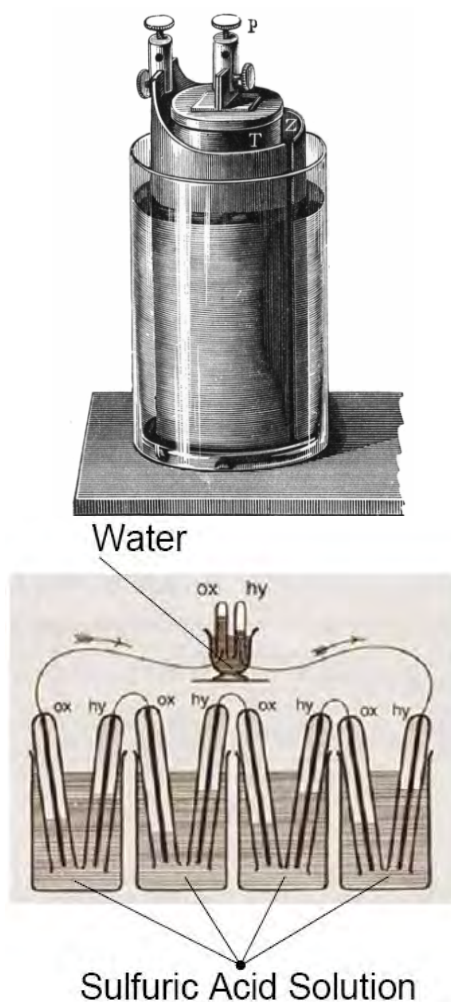 P
T
Z
Water
ox hy
ox hy ox hy ox hy ox hy
Sulfuric Acid Solution